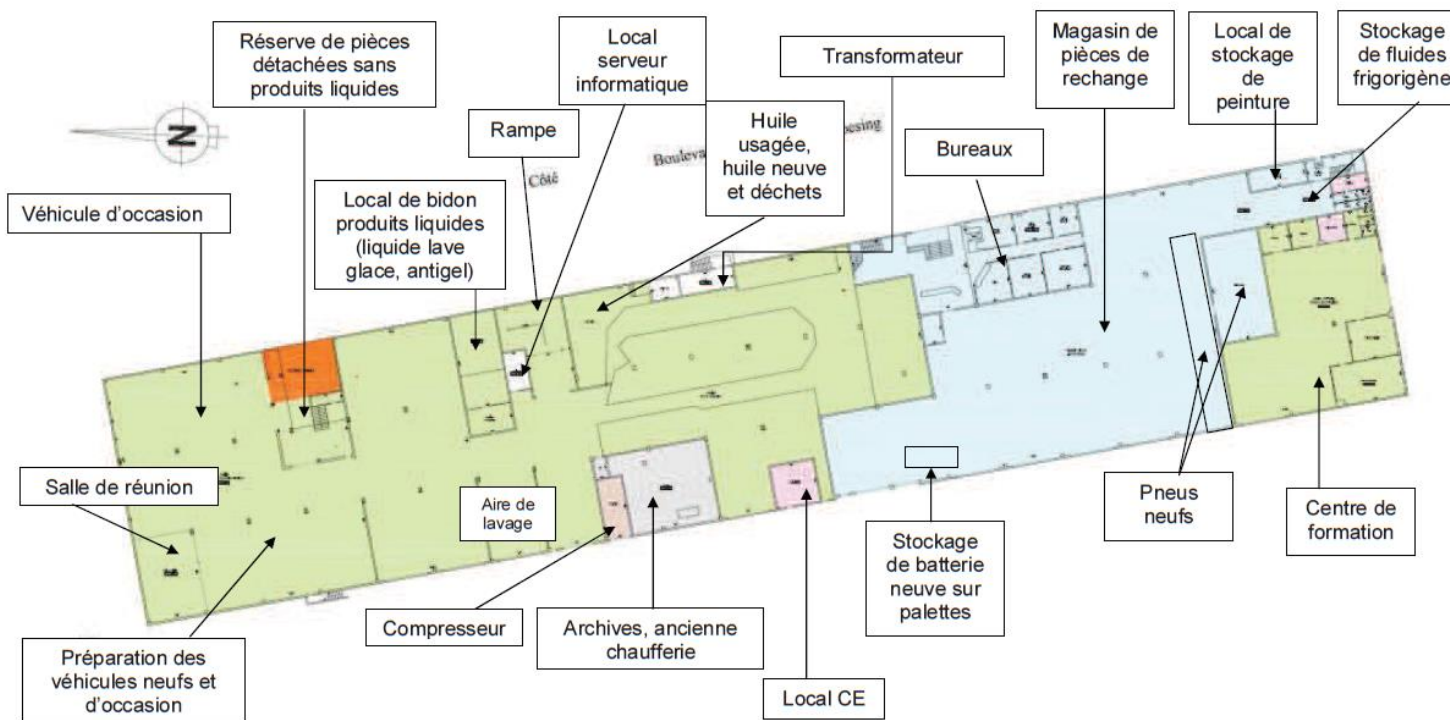 Réserve de pièces
détachées sans
produits liquides
Local
serveur
informatique
Transformateur
Magasin de
pièces de
rechange
Local de
stockage
de
peinture
Stockage
de fluides
frigorigène
N
Rampe
Huile
usagée,
huile neuve
et déchets
Bureaux
Côté
Véhicule d'occasion
Local de bidon
produits liquides
(liquide lave
glace, antigel)
Salle de réunion
Aire de
lavage
Pneus
neufs
Centre de
formation
Stockage
de batterie
neuve sur
palettes
Compresseur
Archives, ancienne
chaufferie
Préparation des
véhicules neufs et
d'occasion
Local CE